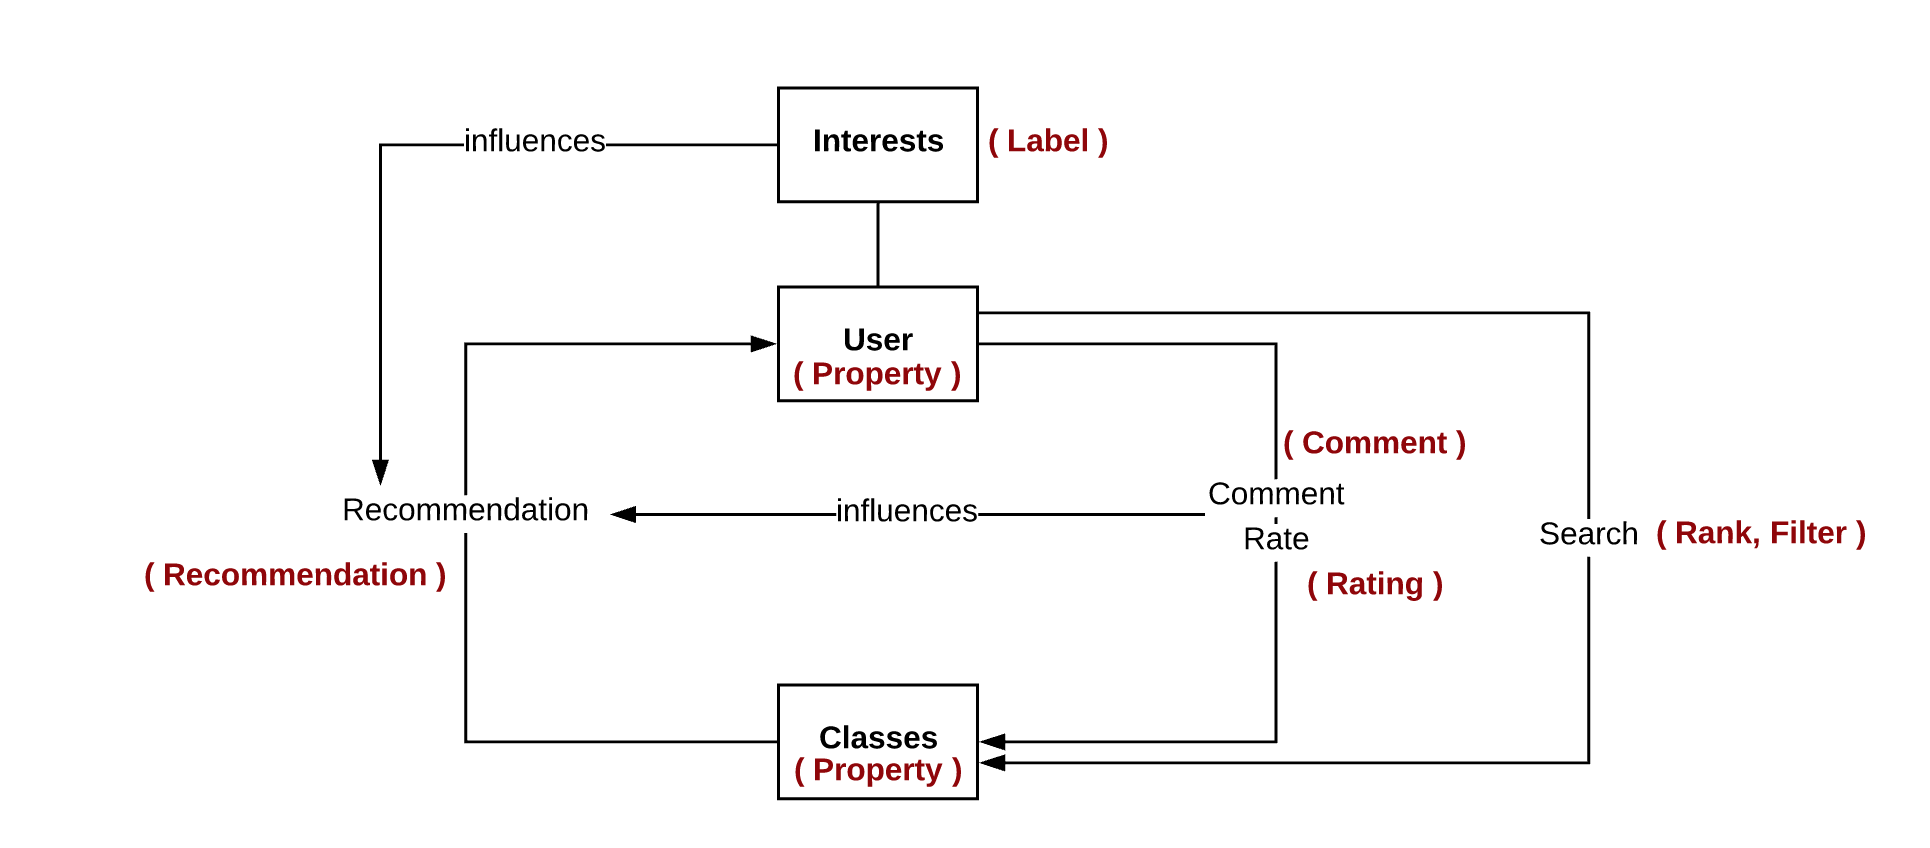 influences
Interests
( Label )
User
( Property )
( Comment )
Comment
Recommendation
influences
Rate
Search
( Rank, Filter )
( Recommendation )
( Rating )
Classes
( Property )